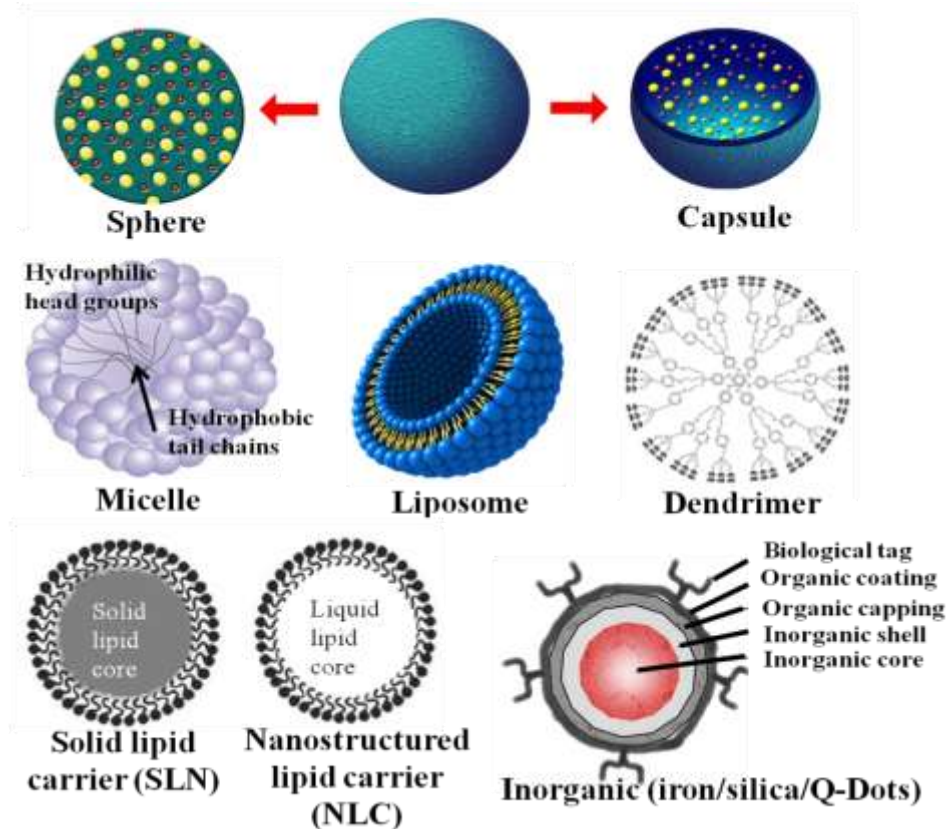 Sphere
Capsule
Hydrophilic
head groups
Hydrophobic
tail chains
Micelle
Liposome
Dendrimer
Solid
lipid
core
Liquid
lipid
core
Solid lipid
carrier (SLN)
Nanostructured
lipid carrier
(NLC)
Biological tag
Organic coating
Organic capping
Inorganic shell
Inorganic core
Inorganic (iron/silica/Q-Dots)